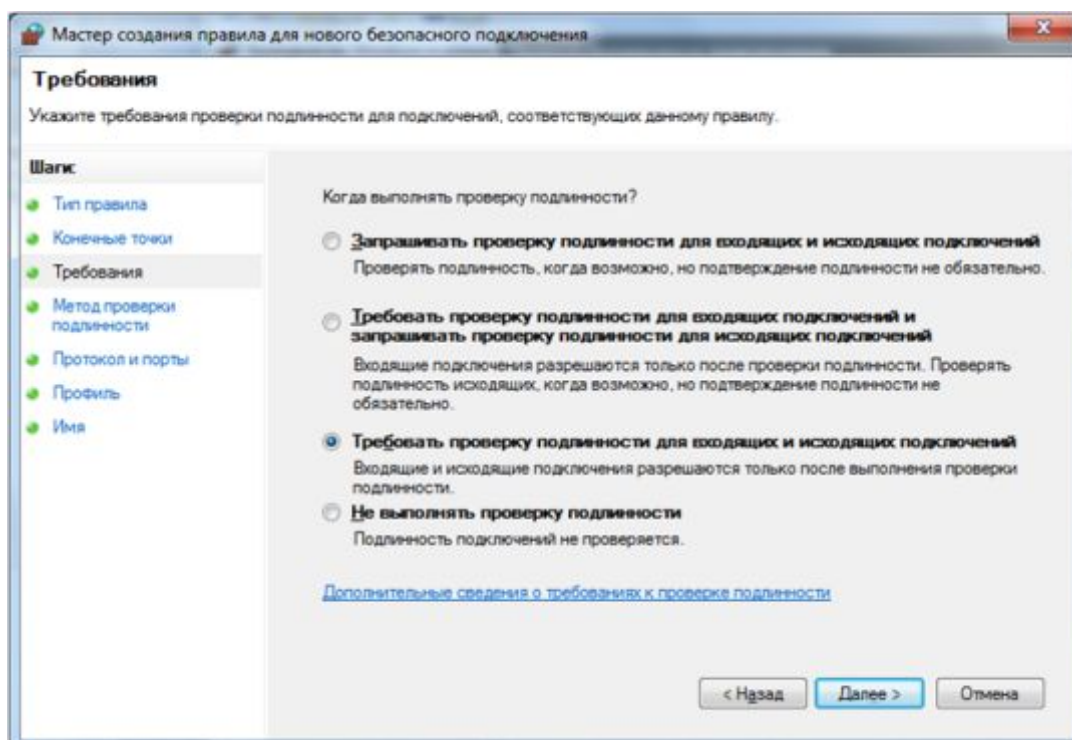 Мастер создания правила для нового безопасного подключения
Требования
Укажите требования проверки подлинности для подключений, соответствующих данному правилу.
Шаги:
Тип правила
Конечные точки
Требования
Метод проверки
подлинности
Протокол и порты
Профиль
Имя
Когда выполнять проверку подлинности?
Запрашивать проверку подлинности для входящих и исходящих подключений
Проверять подлинность, когда возможно, но подтверждение подлинности не обязательно.
Требовать проверку подлинности для входящих подключений и
запрашивать проверку подлинности для исходящих подключений
Входящие подключения разрешаются только после проверки подлинности. Проверять
подлинность исходящих, когда возможно, но подтверждение подлинности не
обязательно.
Требовать проверку подлинности для входящих и исходящих подключений
Входящие и исходящие подключения разрешаются только после выполнения проверки
подлинности.
Не выполнять проверку подлинности
Подлинность подключений не проверяется.
Дополнительные сведения о требованиях к проверке подлинности
< Назад
Далее >
Отмена